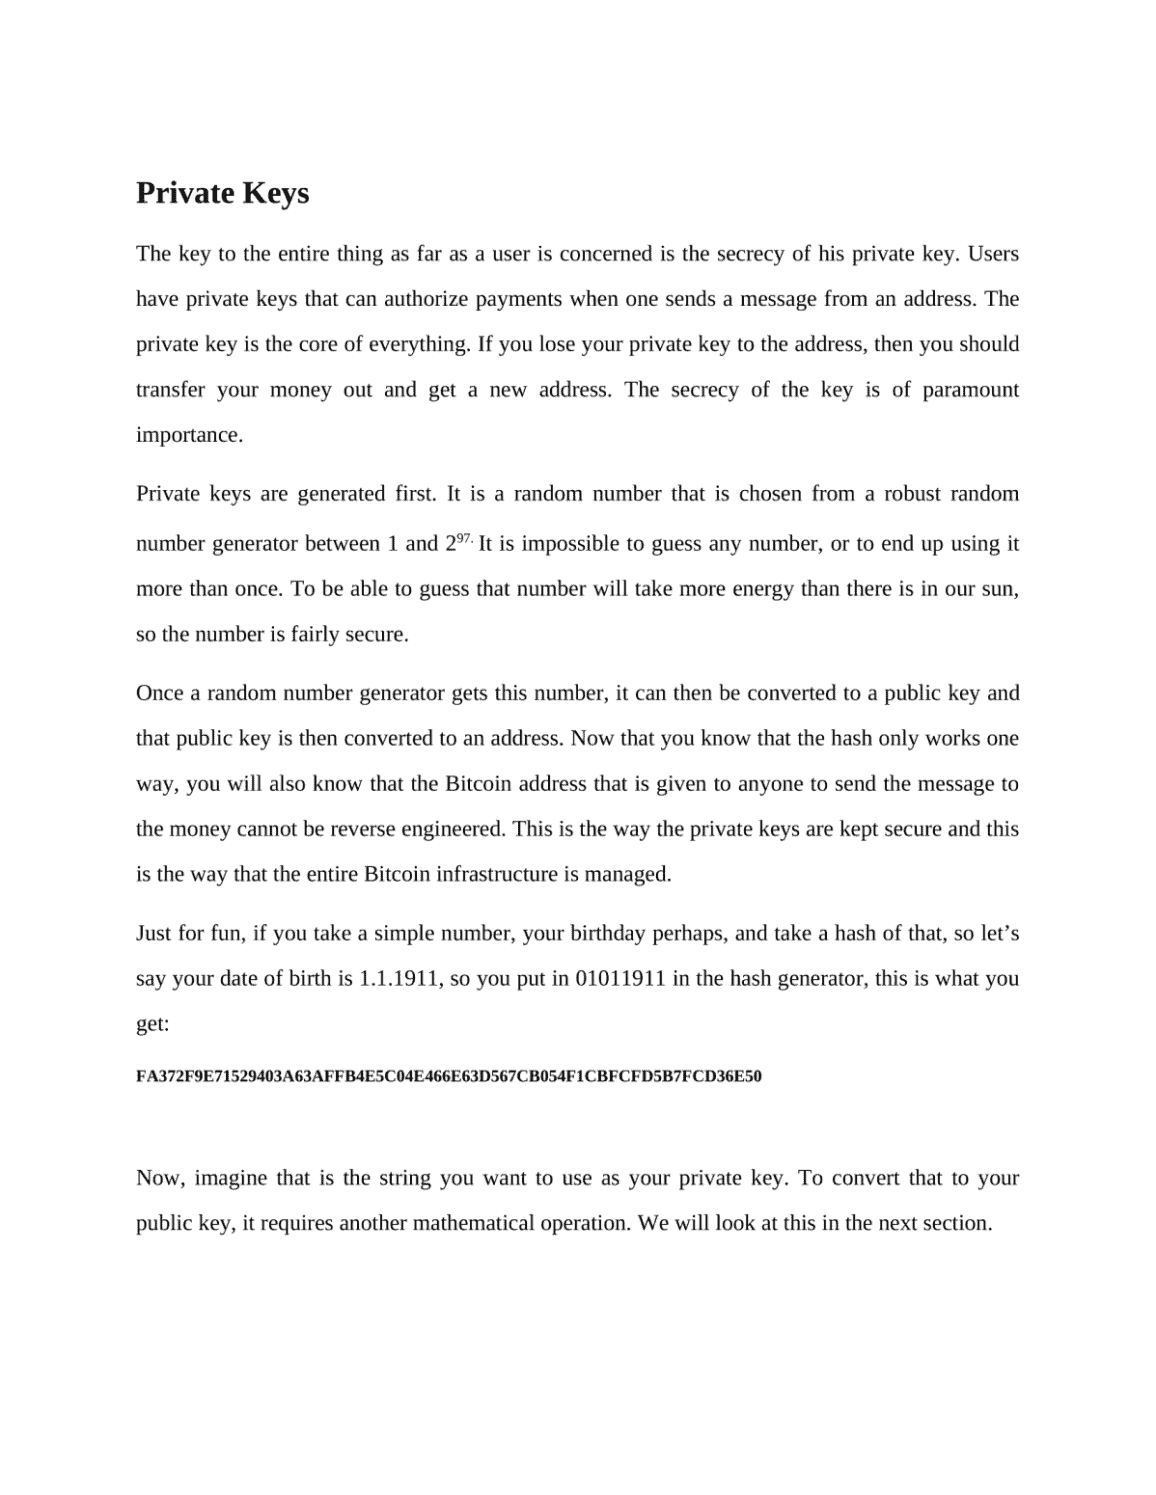 Private Keys
The key to the entire thing as far as a user is concerned is the secrecy of his private key. Users
have private keys that can authorize payments when one sends a message from an address. The
private key is the core of everything. If you lose your private key to the address, then you should
transfer your money out and get a new address. The secrecy of the key is of paramount
importance.
Private keys are generated first. It is a random number that is chosen from a robust random
number generator between 1 and 2^97. It is impossible to guess any number, or to end up using it
more than once. To be able to guess that number will take more energy than there is in our sun,
so the number is fairly secure.
Once a random number generator gets this number, it can then be converted to a public key and
that public key is then converted to an address. Now that you know that the hash only works one
way, you will also know that the Bitcoin address that is given to anyone to send the message to
the money cannot be reverse engineered. This is the way the private keys are kept secure and this
is the way that the entire Bitcoin infrastructure is managed.
Just for fun, if you take a simple number, your birthday perhaps, and take a hash of that, so let’s
say your date of birth is 1.1.1911, so you put in 01011911 in the hash generator, this is what you
get:
FA372F9E71529403A63AFFB4E5C04E466E63D567CB054F1CBFCFD5B7FCD36E50
Now, imagine that is the string you want to use as your private key. To convert that to your
public key, it requires another mathematical operation. We will look at this in the next section.